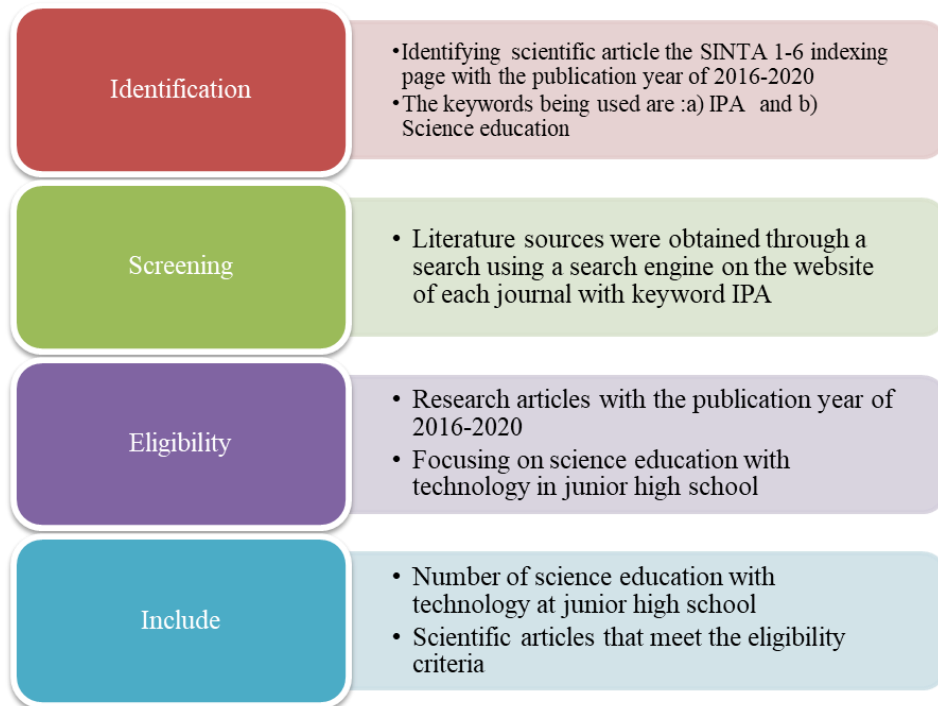 Identification
•Identifying scientific article the SINTA 1-6 indexing
page with the publication year of 2016-2020
•The keywords being used are :a) IPA and b)
Science education
Screening
• Literature sources were obtained through a
search using a search engine on the website
of each journal with keyword IPA
Eligibility
• Research articles with the publication year of
2016-2020
• Focusing on science education with
technology in junior high school
Include
• Number of science education with
technology at junior high school
• Scientific articles that meet the eligibility
criteria